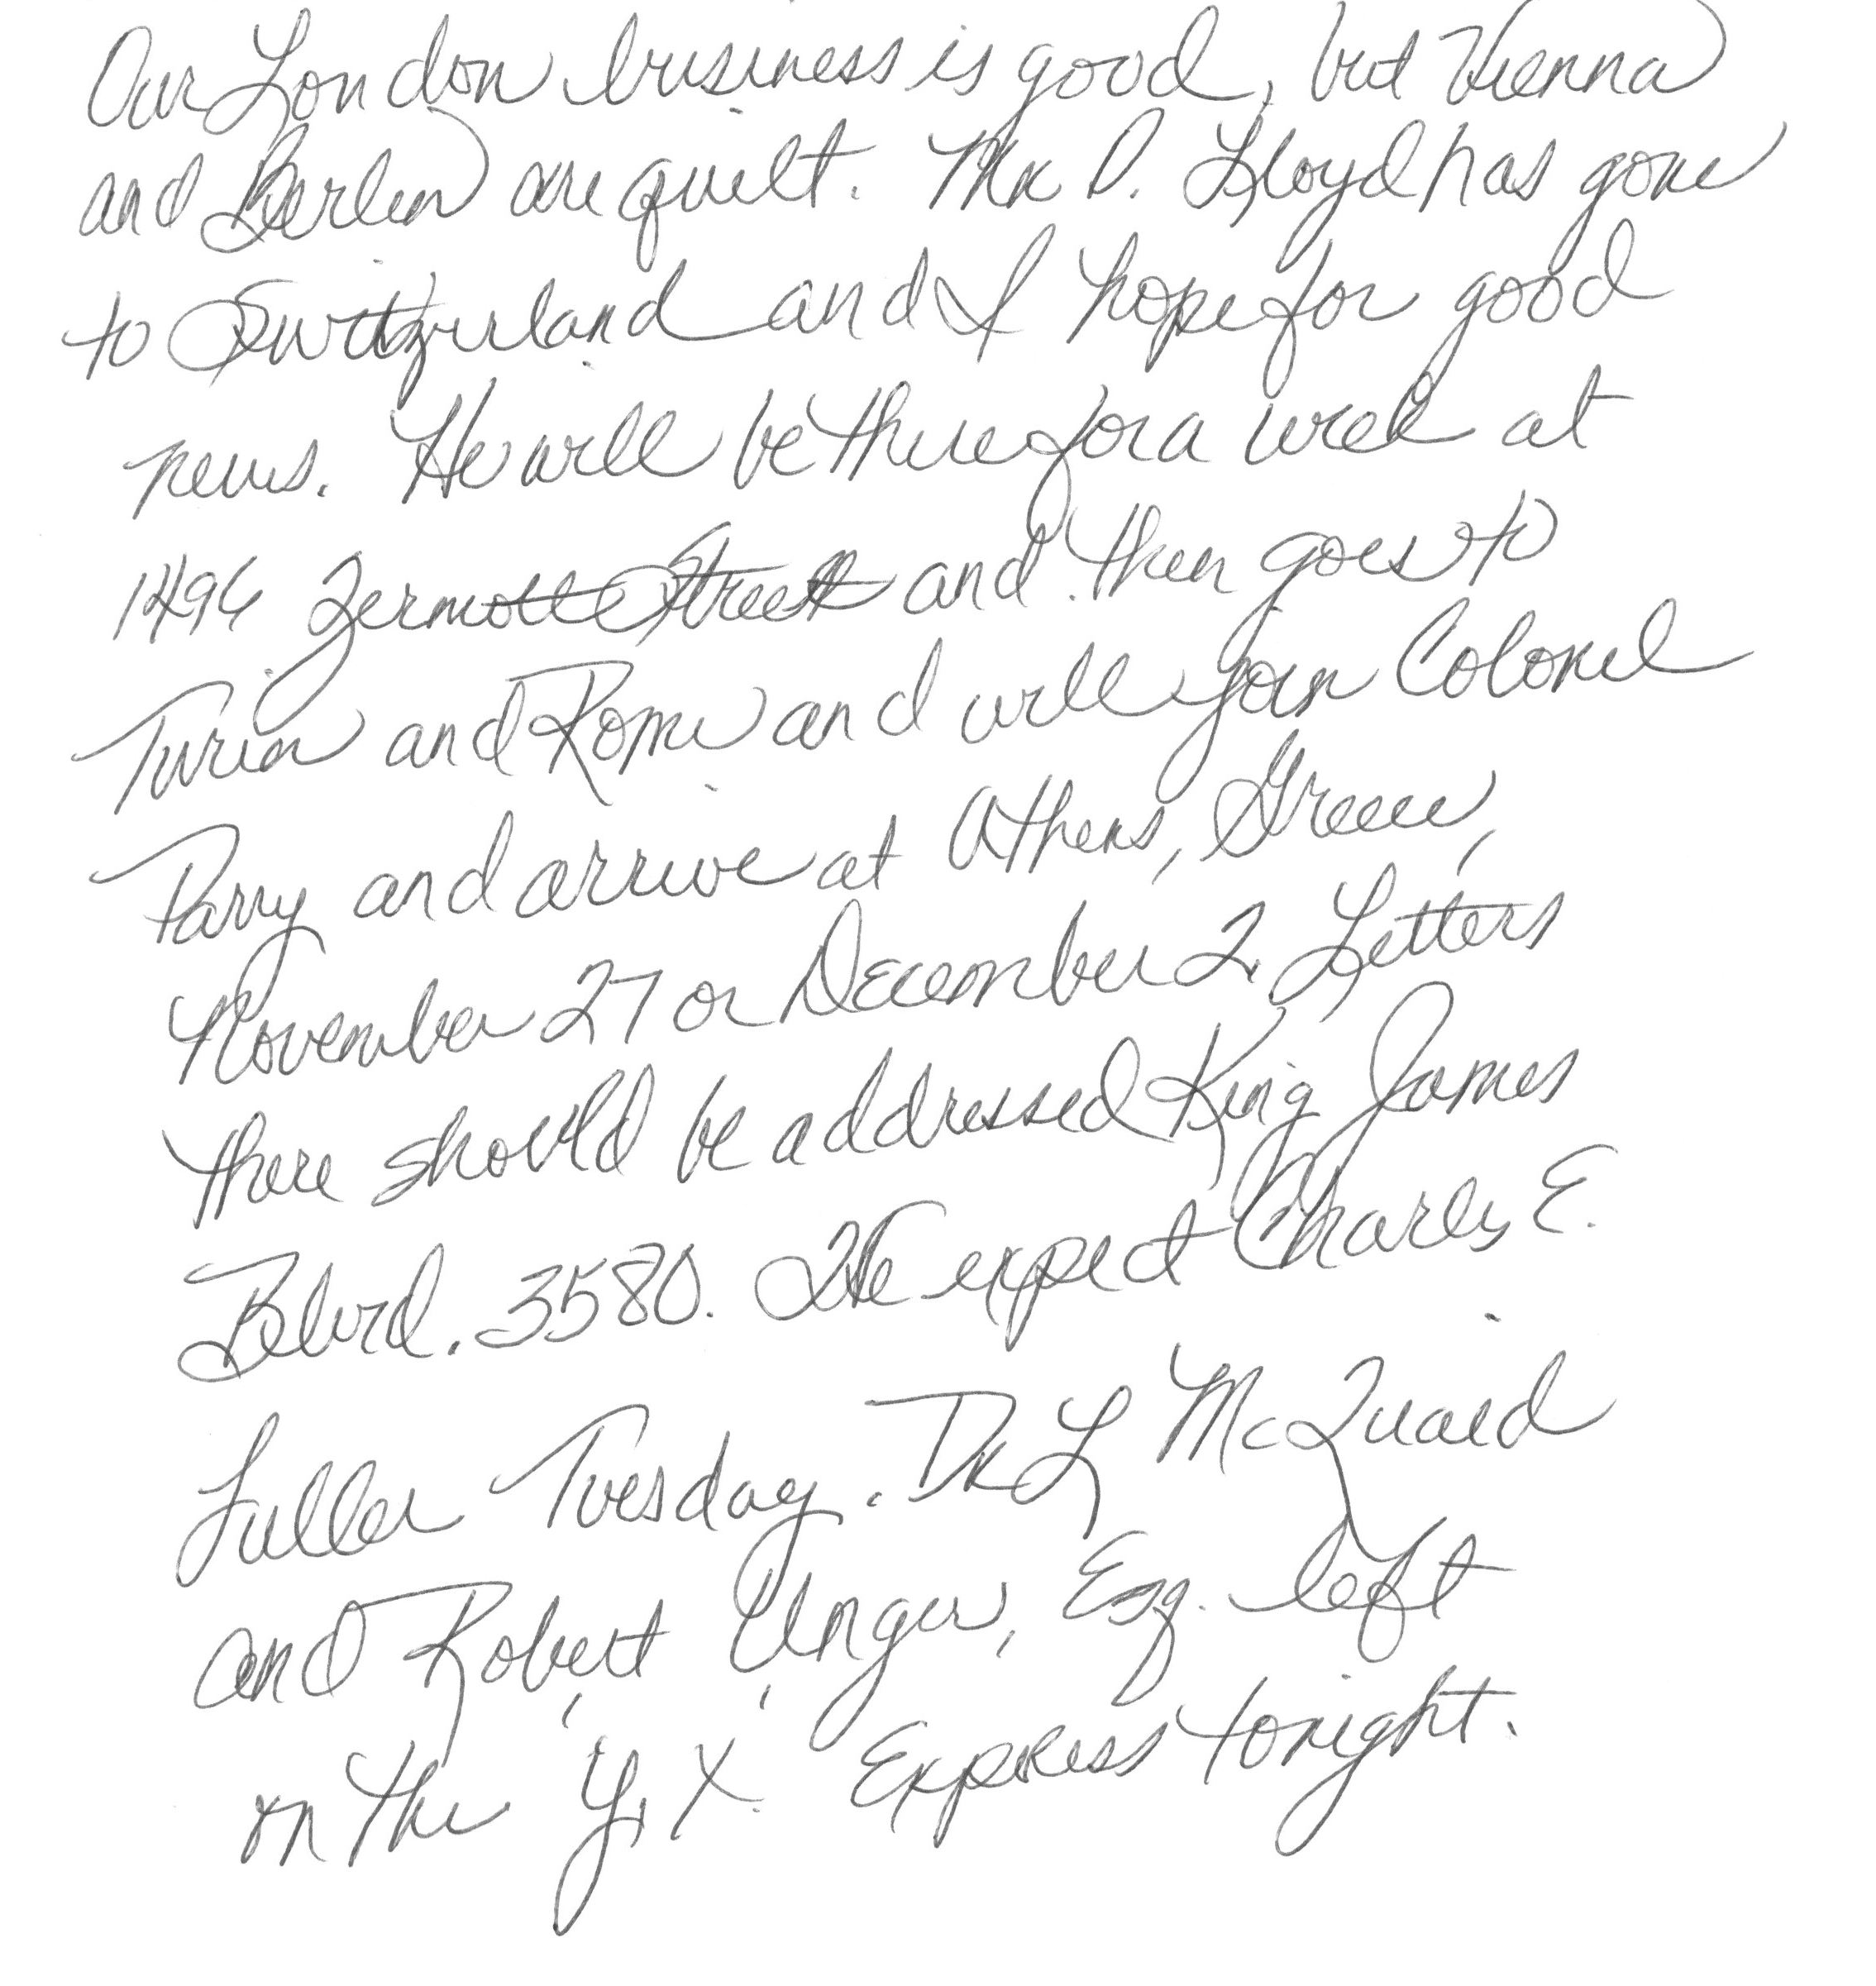 Our London business is good, but Vienna
and Berlin are quiet. Mr. D. Lloyd has gone
to Switzerland and I hope for good
news. He will be there for a week at
1496 Zermott Street and then goes to
Turin and Rome and will join Colonel
Parry and arrive at Athens, Greece,
November 27 or December 2. Letters
there should be addressed King James
Blvd. 3580. We expect Charles E.
Fuller Tuesday. Dr. L McQuaid
and Robert Unger, Esq. left
on the Y. X. Express tonight.